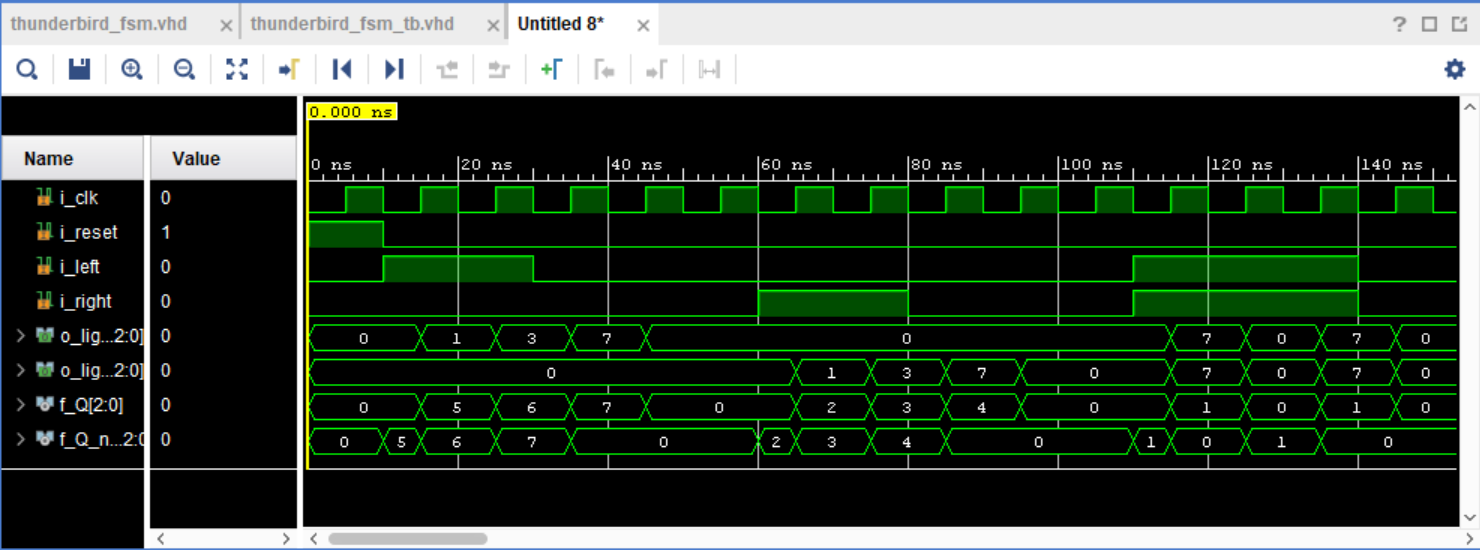 thunderbird_fsm.vhd × thunderbird_fsm_tb.vhd × Untitled 8* × ?
0.000 ns
Name Value
0 ns 20 ns 40 ns 60 ns 80 ns 100 ns 120 ns 140 ns
i_clk 0
i_reset 1
i_left 0
i_right 0
o_lig...2:0] 0 0 1 3 7 0 7 0 7 0
o_lig...2:0] 0 0 1 3 7 0 7 0 7 0
f_Q[2:0] 0 0 5 6 7 0 2 3 4 0 1 0 1 0
f_Q_n...2:0 0 0 5 6 7 0 2 3 4 0 1 0 1 0